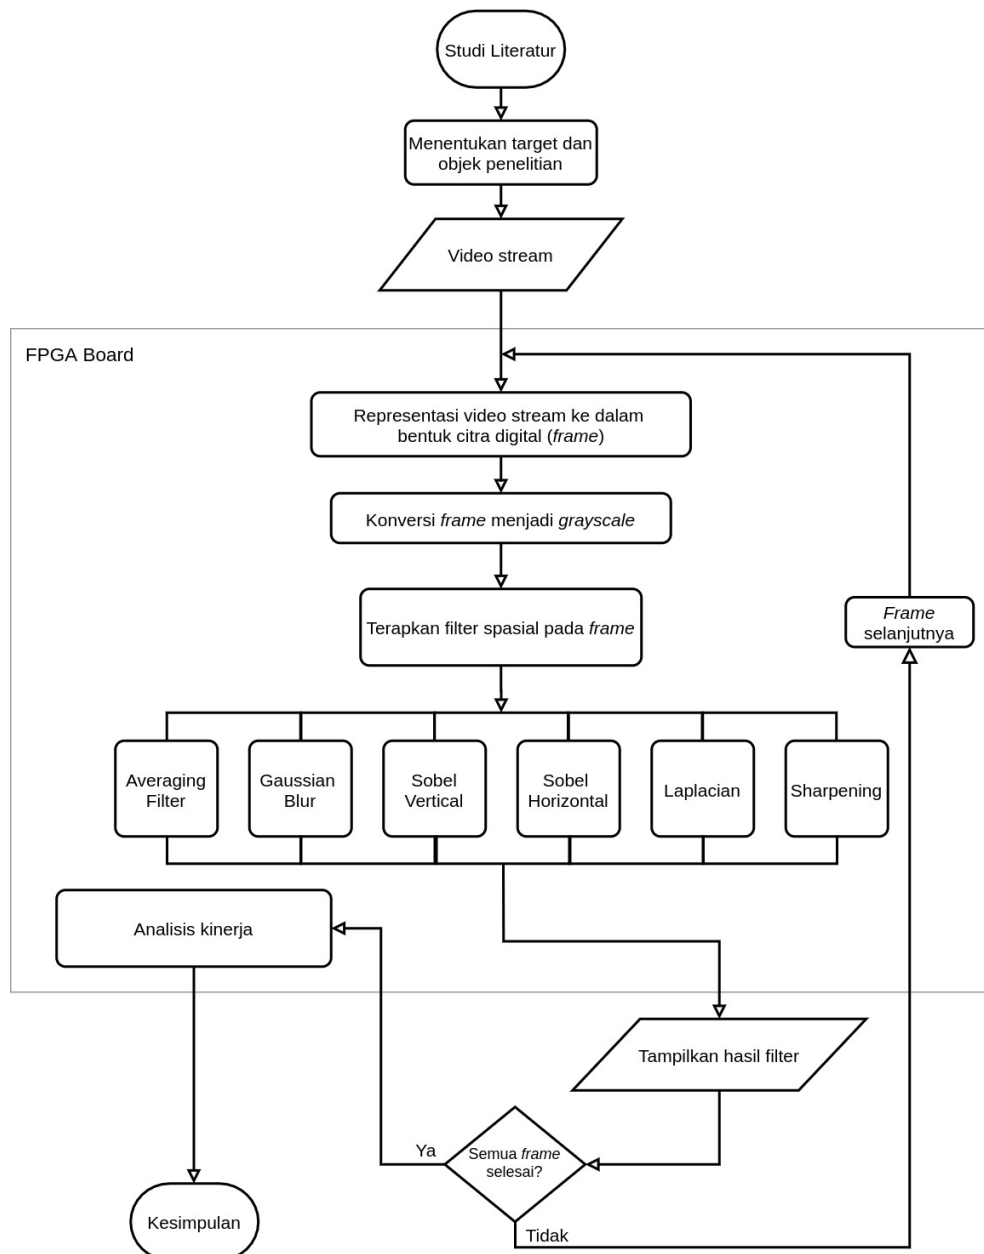 Studi Literatur
Menentukan target dan
objek penelitian
Video stream
FPGA Board
Representasi video stream ke dalam
bentuk citra digital (frame)
Konversi frame menjadi grayscale
Terapkan filter spasial pada frame
Frame
selanjutnya
Averaging
Filter
Gaussian
Blur
Sobel
Vertical
Sobel
Horizontal
Laplacian
Sharpening
Analisis kinerja
Tampilkan hasil filter
Ya
Semua frame
selesai?
Tidak
Kesimpulan